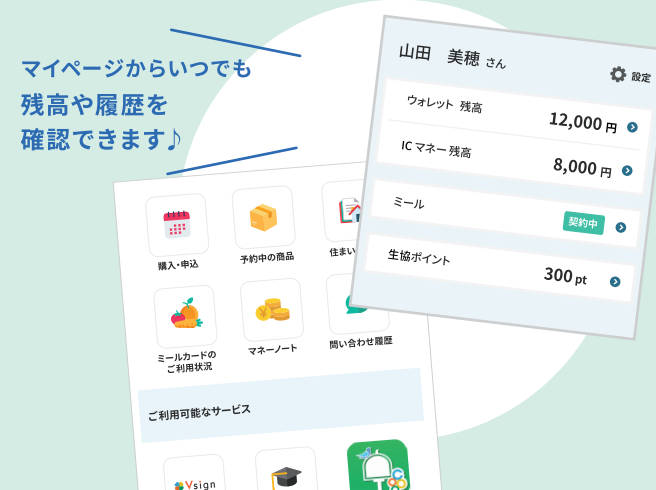 マイページからいつでも
残高や履歴を
確認できます♪
山田　美穂 さん
設定
ウォレット 残高
12,000 円
IC マネー 残高
8,000 円
ミール
契約中
生協ポイント
300 pt
購入・申込
予約中の商品
住まい
ミールカードの
ご利用状況
マネーノート
問い合わせ履歴
ご利用可能なサービス
Vsign